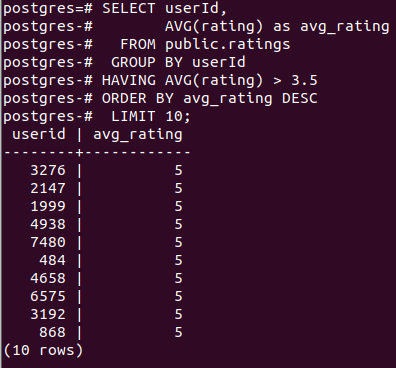 postgres=# SELECT userId,
postgres-#        AVG(rating) as avg_rating
postgres-#   FROM public.ratings
postgres-#  GROUP BY userId
postgres-# HAVING AVG(rating) > 3.5
postgres-# ORDER BY avg_rating DESC
postgres-#  LIMIT 10;
 userid | avg_rating
--------+------------
   3276 |          5
   2147 |          5
   1999 |          5
   4938 |          5
   7480 |          5
    484 |          5
   4658 |          5
   6575 |          5
   3192 |          5
    868 |          5
(10 rows)